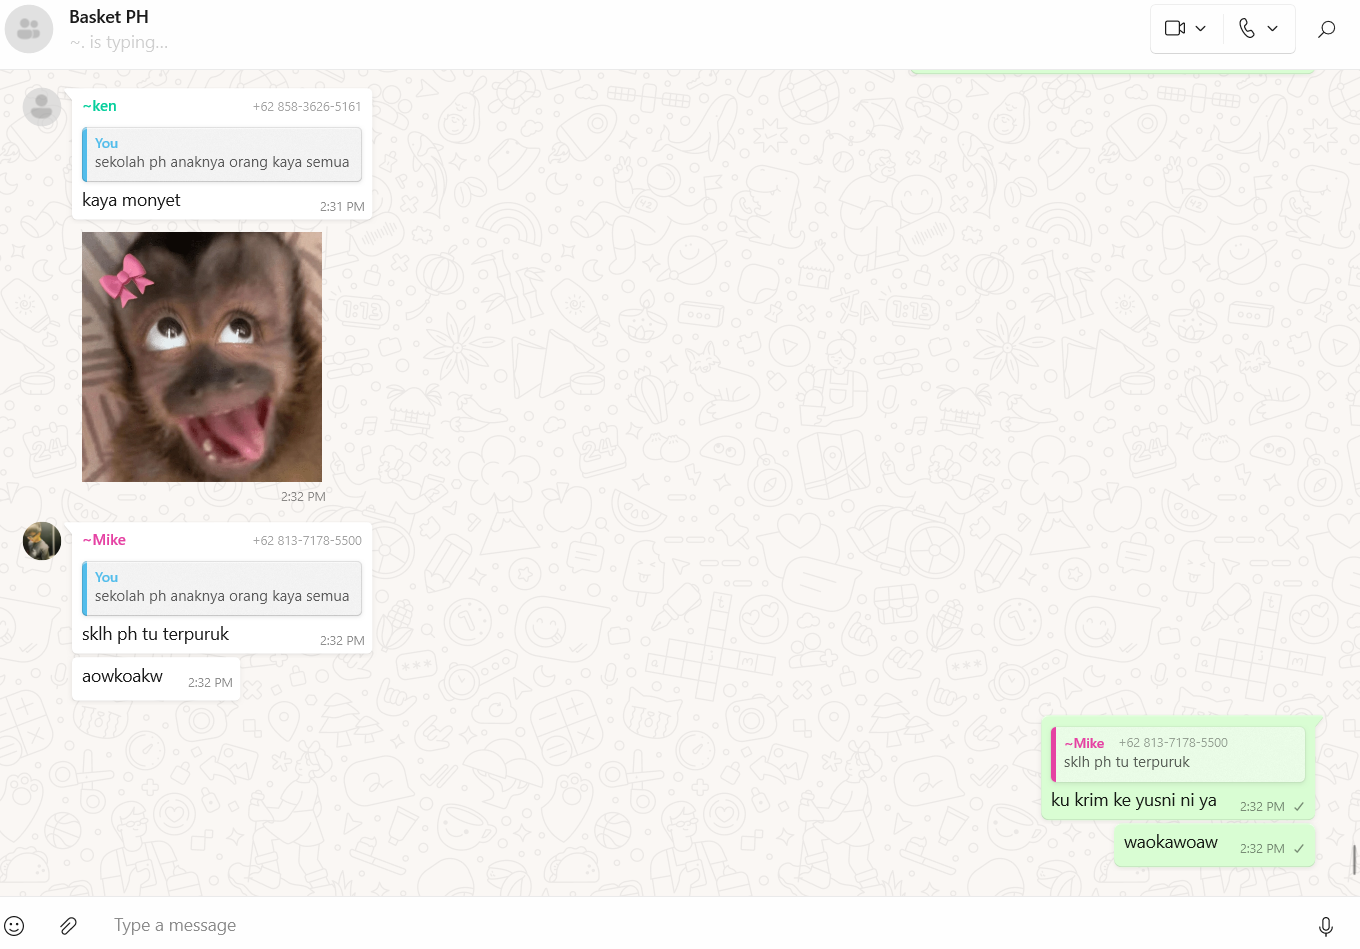 Basket PH
~. is typing...
~ken +62 858-3626-5161
You
sekolah ph anaknya orang kaya semua
kaya monyet 2:31 PM
2:32 PM
~Mike +62 813-7178-5500
You
sekolah ph anaknya orang kaya semua
sklh ph tu terpuruk 2:32 PM
aowkoakw 2:32 PM
~Mike +62 813-7178-5500
sklh ph tu terpuruk
ku krim ke yusni ni ya 2:32 PM
waokawoaw 2:32 PM
Type a message